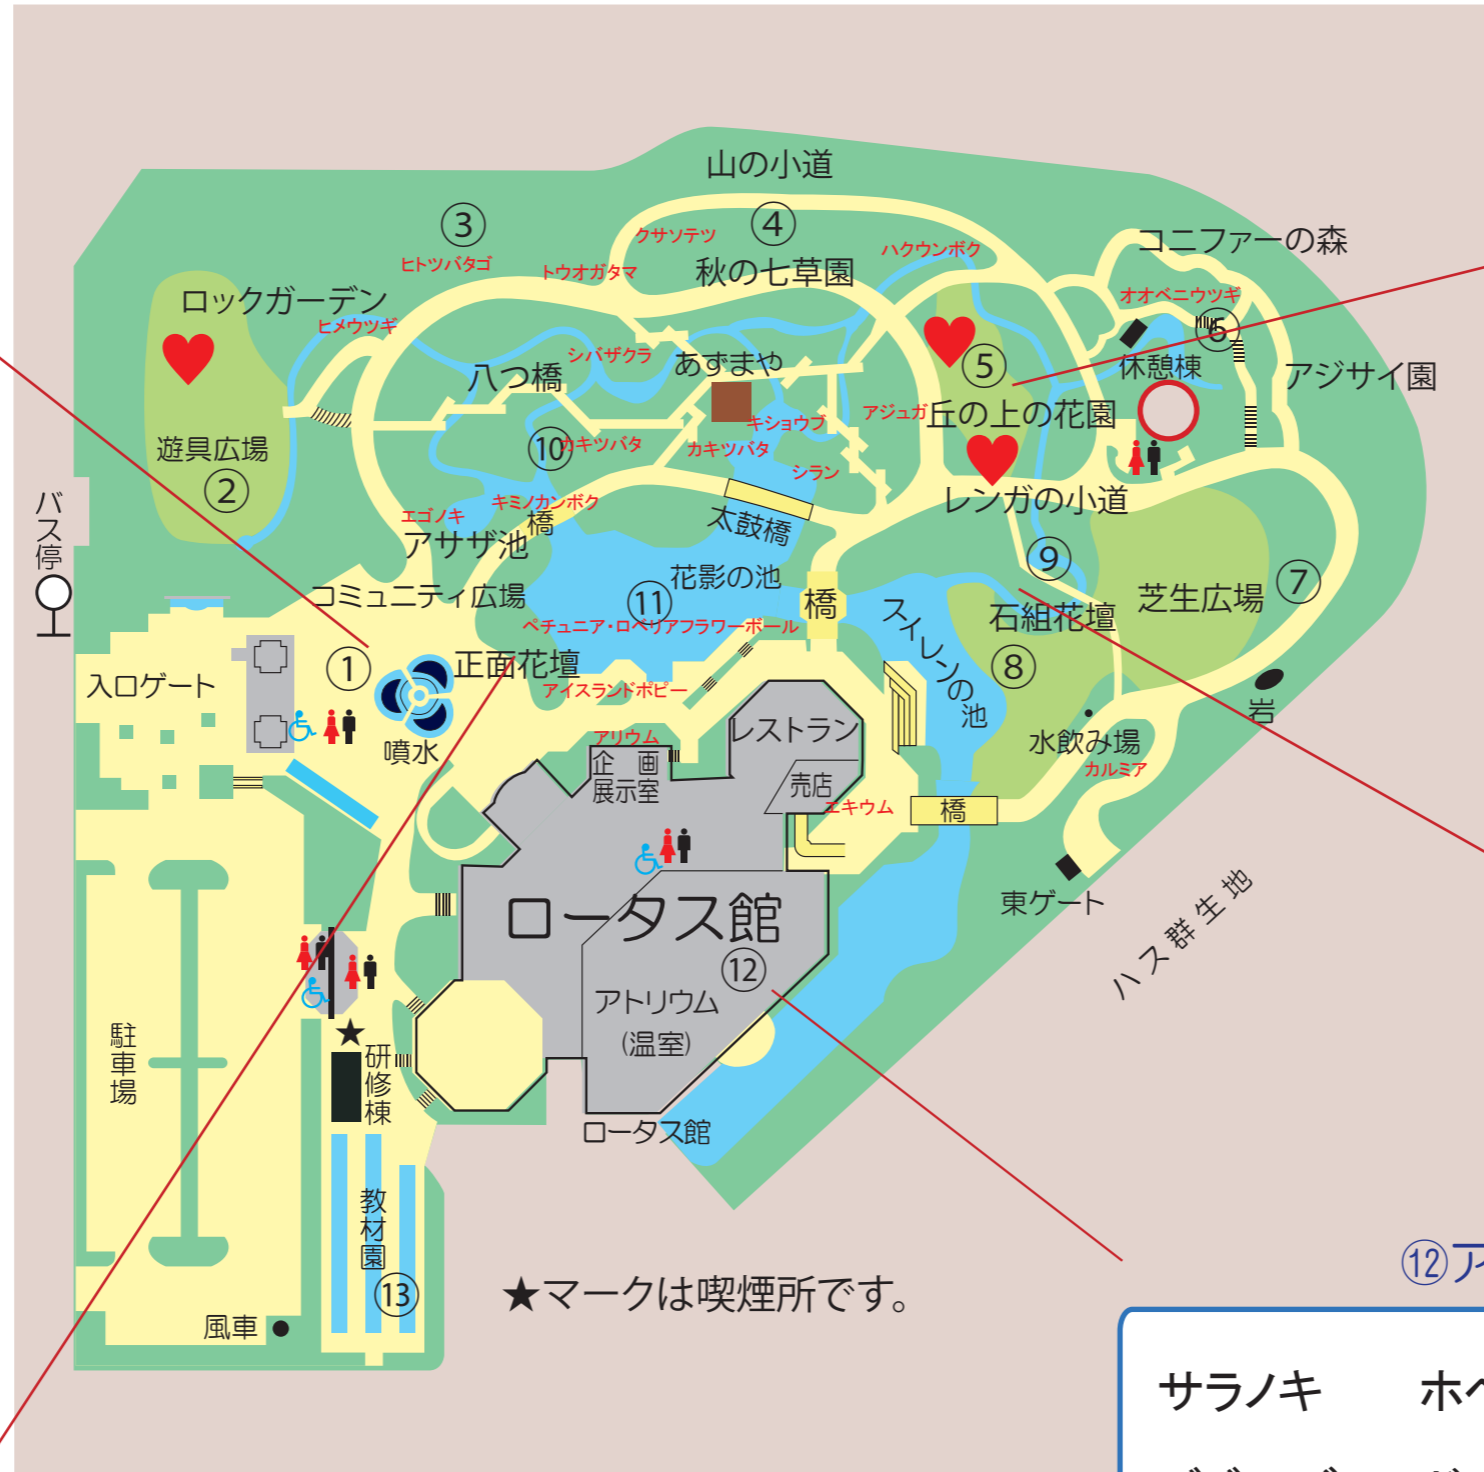 山の小道
③
④
クサソテツ
ヒトツバタゴ
トウオガタマ
秋の七草園
ハクウンボク
コニファーの森
ロックガーデン
ヒメウツギ
オオベニウツギ
⑥
シバザクラ
あずまや
⑤
休憩棟
八つ橋
アジサイ園
キショウブ
アジュガ
丘の上の花園
遊具広場
②
⑩
カキツバタ
カキツバタ
シラン
キミノカンボク
エゴノキ
橋
アサザ池
太鼓橋
レンガの小道
バス停
⑨
花影の池
コミュニティ広場
⑪
橋
ストレンの池
石組花壇
芝生広場
⑦
ペチュニア・ロベリアフラワーボール
①
正面花壇
⑧
入口ゲート
アイスランドポピー
岩
噴水
アリウム
レストラン
水飲み場
カルミア
企画
展示室
売店
エキウム
橋
東ゲート
ハス群生地
ロータス館
⑫
アトリウム
(温室)
駐車場
★
研修棟
ロータス館
教材園
⑬
★マークは喫煙所です。
風車
⑫ア
サラノキ ホ